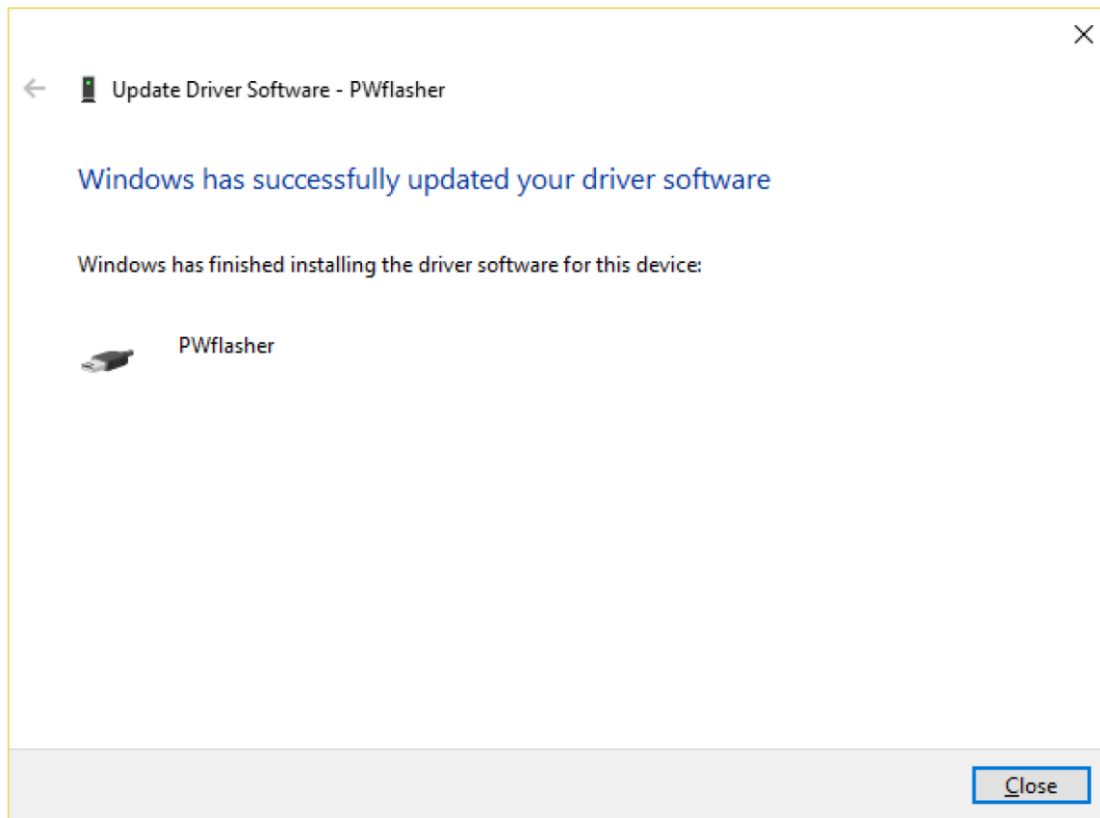 Update Driver Software - PWflasher
Windows has successfully updated your driver software
Windows has finished installing the driver software for this device:
PWflasher
Close